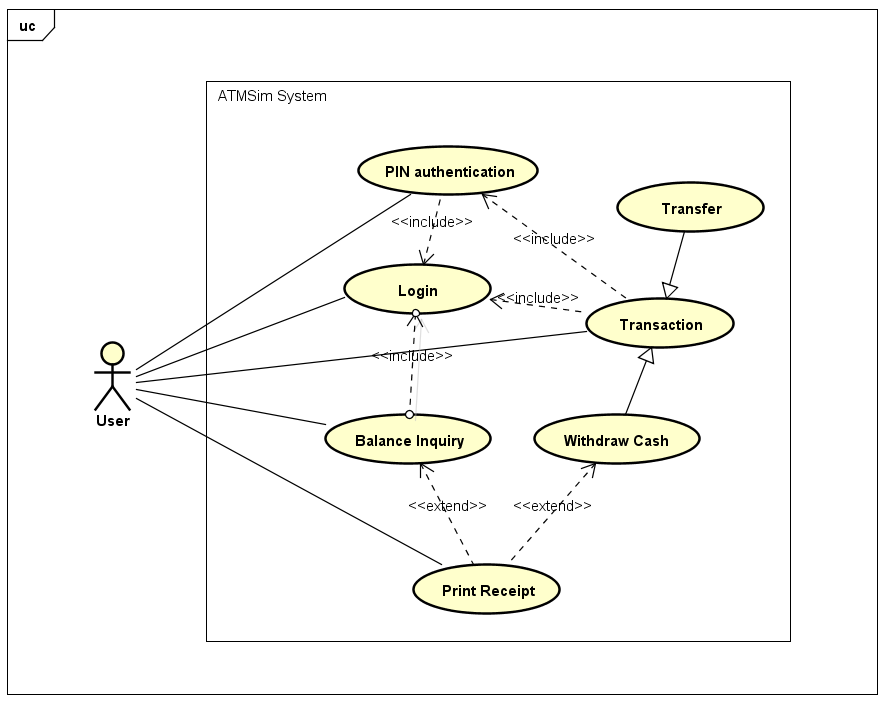 uc
ATMSim System
PIN authentication
Transfer
<<include>>
<<include>>
Login
<<include>>
Transaction
<<include>>
User
Balance Inquiry
Withdraw Cash
<<extend>>
<<extend>>
Print Receipt